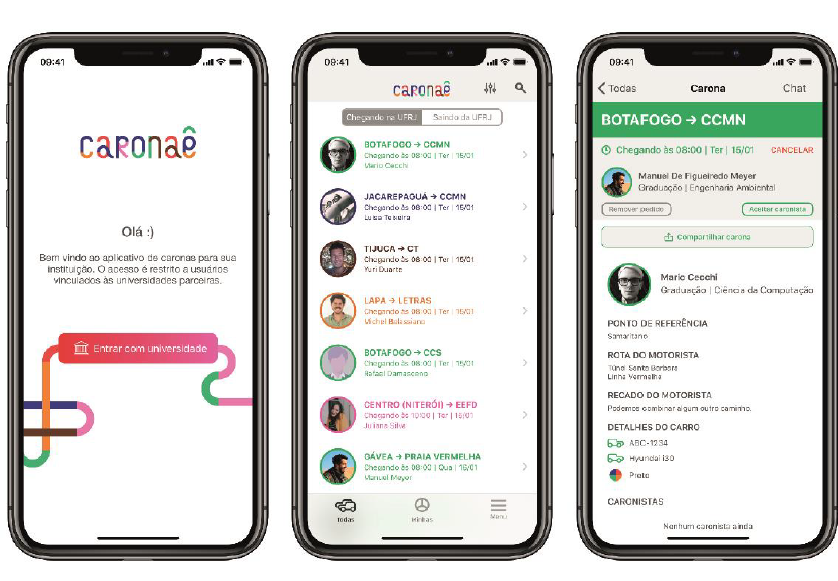 09:41
caronaê
Olá :)
Bem vindo ao aplicativo de caronas para sua
instituição. O acesso é restrito a usuários
vinculados às universidades parceiras.
Entrar com universidade
09:41
caronaê
Chegando na UFRJ
Saindo da UFRJ
BOTAFOGO → CCMN
Chegando às 08:00 | Ter | 15/01
Mario Cecchi
JACAREPAGUÁ → CCMN
Chegando às 08:00 | Ter | 15/01
Luisa Teixeira
TIJUCA → CT
Chegando às 08:00 | Ter | 15/01
Yuri Duarte
LAPA → LETRAS
Chegando às 08:00 | Ter | 15/01
Michel Balassiano
BOTAFOGO → CCS
Chegando às 08:00 | Ter | 15/01
Rafael Damasceno
CENTRO (NITERÓI) → EEFD
Chegando às 10:00 | Ter | 15/01
Juliana Silva
GÁVEA → PRAIA VERMELHA
Chegando às 08:00 | Qua | 16/01
Manuel Meyer
Todas
Minhas
Menu
09:41
Todas
Carona
Chat
BOTAFOGO → CCMN
Chegando às 08:00 | Ter | 15/01
CANCELAR
Manuel De Figueiredo Meyer
Graduação | Engenharia Ambiental
Remover pedido
Aceitar caronista
Compartilhar carona
Mario Cecchi
Graduação | Ciência da Computação
PONTO DE REFERÊNCIA
Samaritano
ROTA DO MOTORISTA
Túnel Santa Barbara
Linha Vermelha
RECADO DO MOTORISTA
Podemos combinar algum outro caminho.
DETALHES DO CARRO
ABC-1234
Hyundai i30
Preto
CARONISTAS
Nenhum caronista ainda